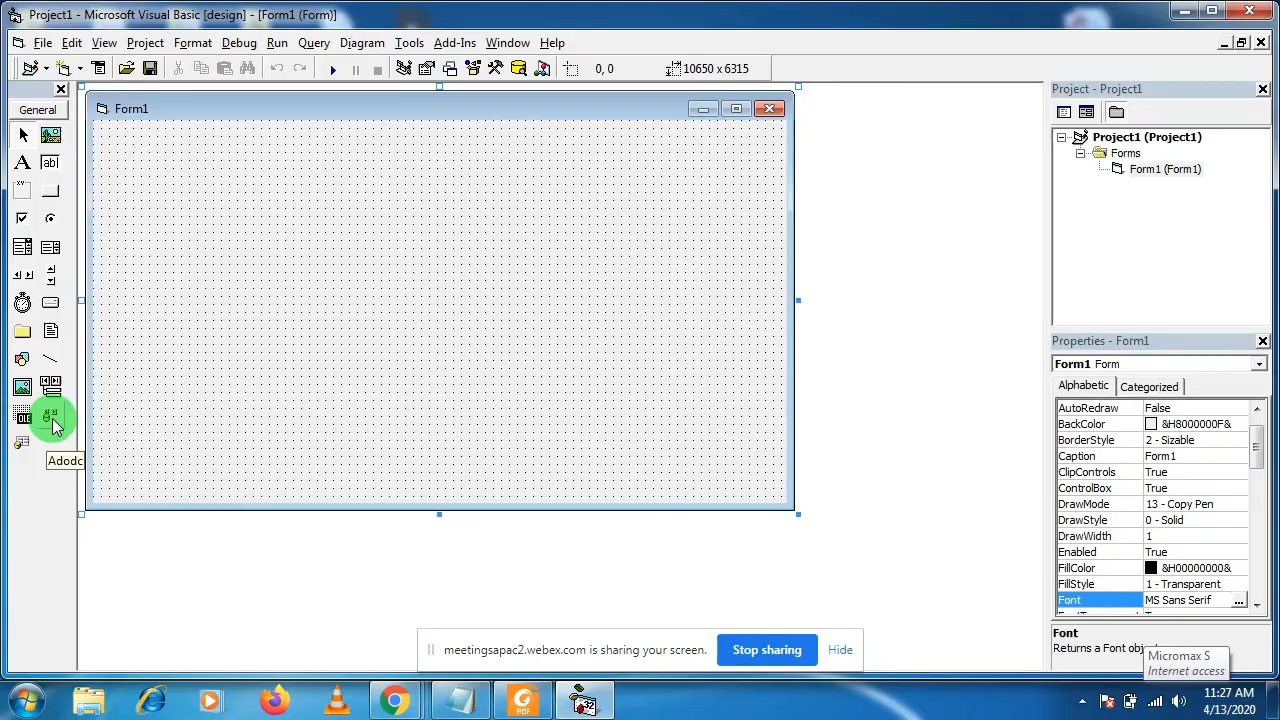 Project1 - Microsoft Visual Basic [design] - [Form1 (Form)]
File Edit View Project Format Debug Run Query Diagram Tools Add-Ins Window Help
0, 0 10650 x 6315
General
Form1
Adodc
Project - Project1
Project1 (Project1)
Forms
Form1 (Form1)
Properties - Form1
Form1 Form
Alphabetic Categorized
AutoRedraw False
BackColor &H8000000F&
BorderStyle 2 - Sizable
Caption Form1
ClipControls True
ControlBox True
DrawMode 13 - Copy Pen
DrawStyle 0 - Solid
DrawWidth 1
Enabled True
FillColor &H00000000&
FillStyle 1 - Transparent
Font MS Sans Serif ...
Font
Returns a Font obj
Micromax S
Internet access
meetingsapac2.webex.com is sharing your screen. Stop sharing Hide
PDF
11:27 AM
4/13/2020